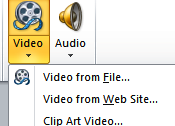 Video Audio
Video from File...
Video from Web Site...
Clip Art Video...